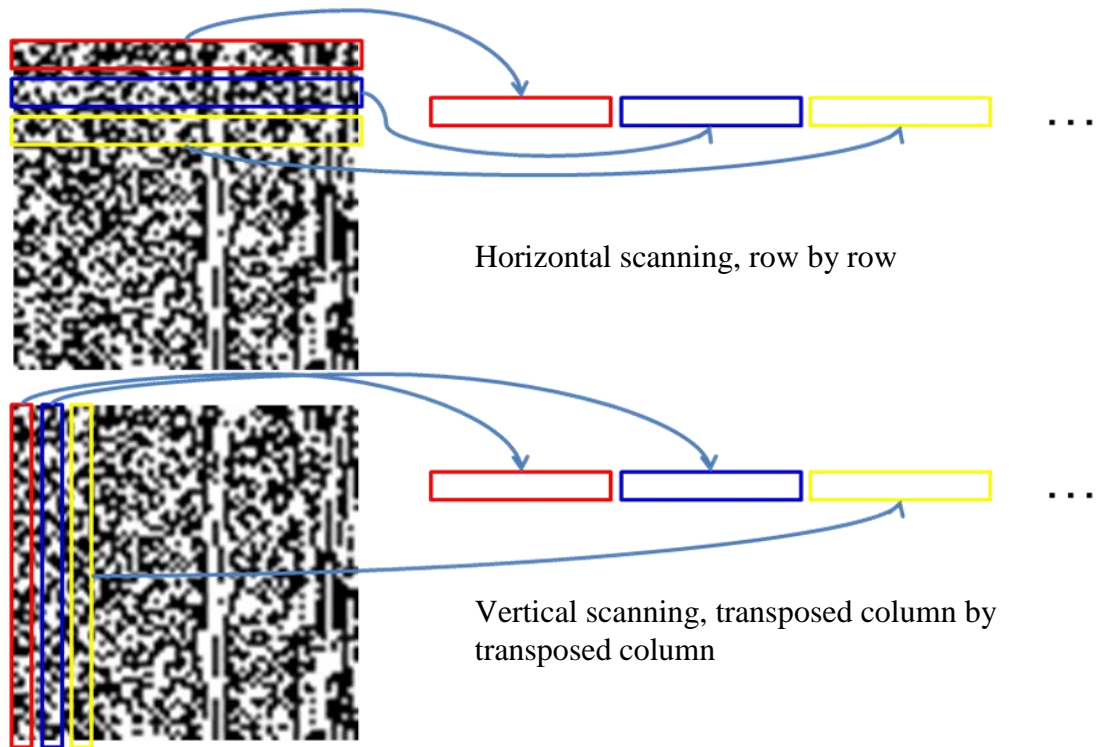 ...
Horizontal scanning, row by row
...
Vertical scanning, transposed column by
transposed column